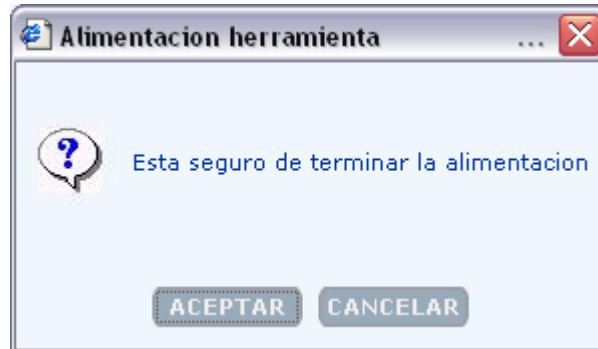 Alimentacion herramienta ...
?
Esta seguro de terminar la alimentacion
ACEPTAR CANCELAR